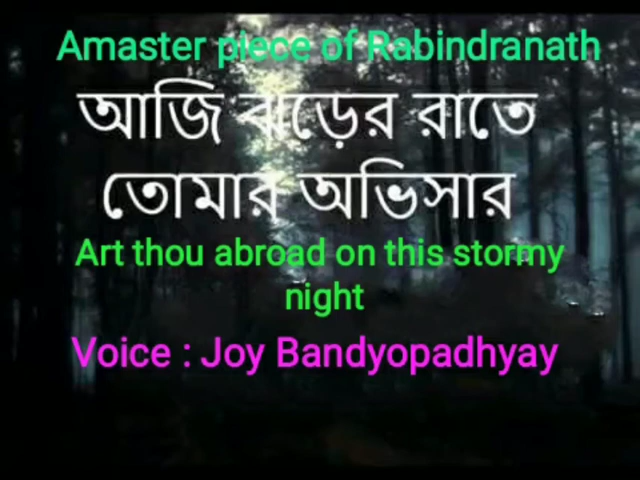 Amaster piece of Rabindranath
আজি ঝড়ের রাতে
তোমার অভিসার
Art thou abroad on this stormy
night
Voice : Joy Bandyopadhyay